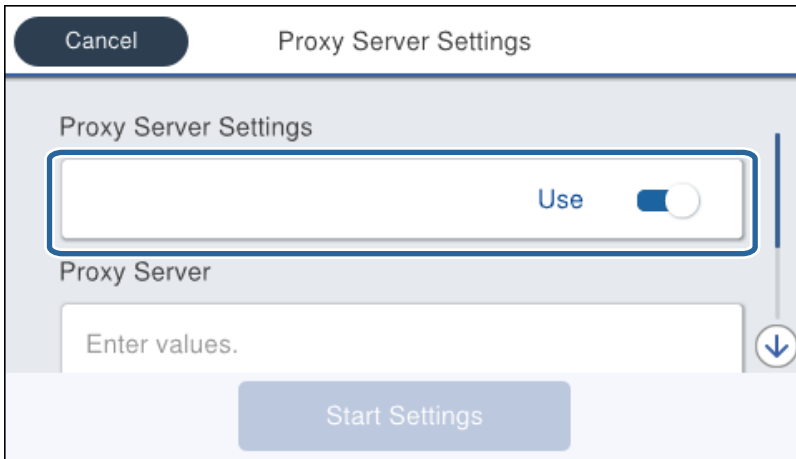 Cancel Proxy Server Settings
Proxy Server Settings
Use
Proxy Server
Enter values.
Start Settings